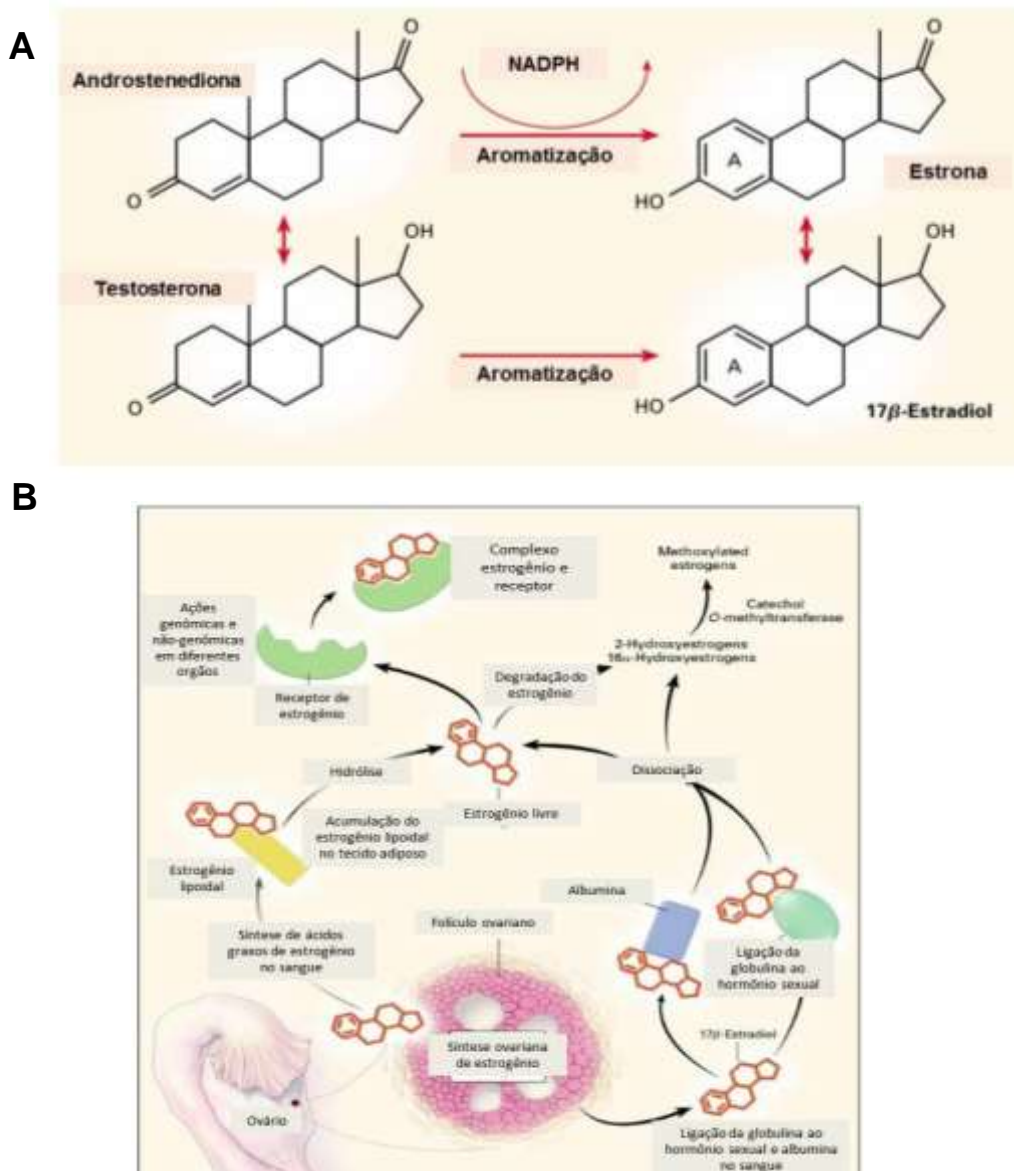 A
Androstenediona
O
O
NADPH
Aromatização
O
A
HO
Estrona
Testosterona
OH
O
Aromatização
OH
A
HO
17β-Estradiol
B
Complexo
estrogênio e
receptor
Methoxylated
estrogens
Catechol
O-methyltransferase
2-Hydroxyestrogens
16α-Hydroxyestrogens
Ações
genômicas e
não-genômicas
em diferentes
orgãos
Receptor de
estrogênio
Degradação do
estrogênio
Hidrólise
Dissociação
Estrogênio livre
Acumulação do
estrogênio lipoidal
no tecido adiposo
Estrogênio
lipoidal
Albumina
Folículo ovariano
Síntese de ácidos
graxos de estrogênio
no sangue
Ligação da
globulina ao
hormônio sexual
17β-Estradiol
Síntese ovariana
de estrogênio
Ovário
Ligação da globulina ao
hormônio sexual e albumina
no sangue